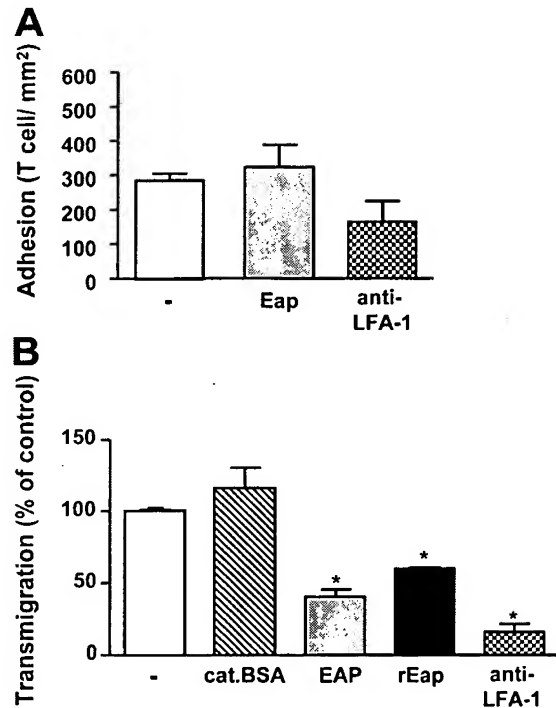 A
Adhesion (T cell/ mm²)
600
500
400
300
200
100
0
-
Eap
anti-
LFA-1
B
Transmigration (% of control)
150
100
50
0
*
*
*
-
cat.BSA
EAP
rEap
anti-
LFA-1